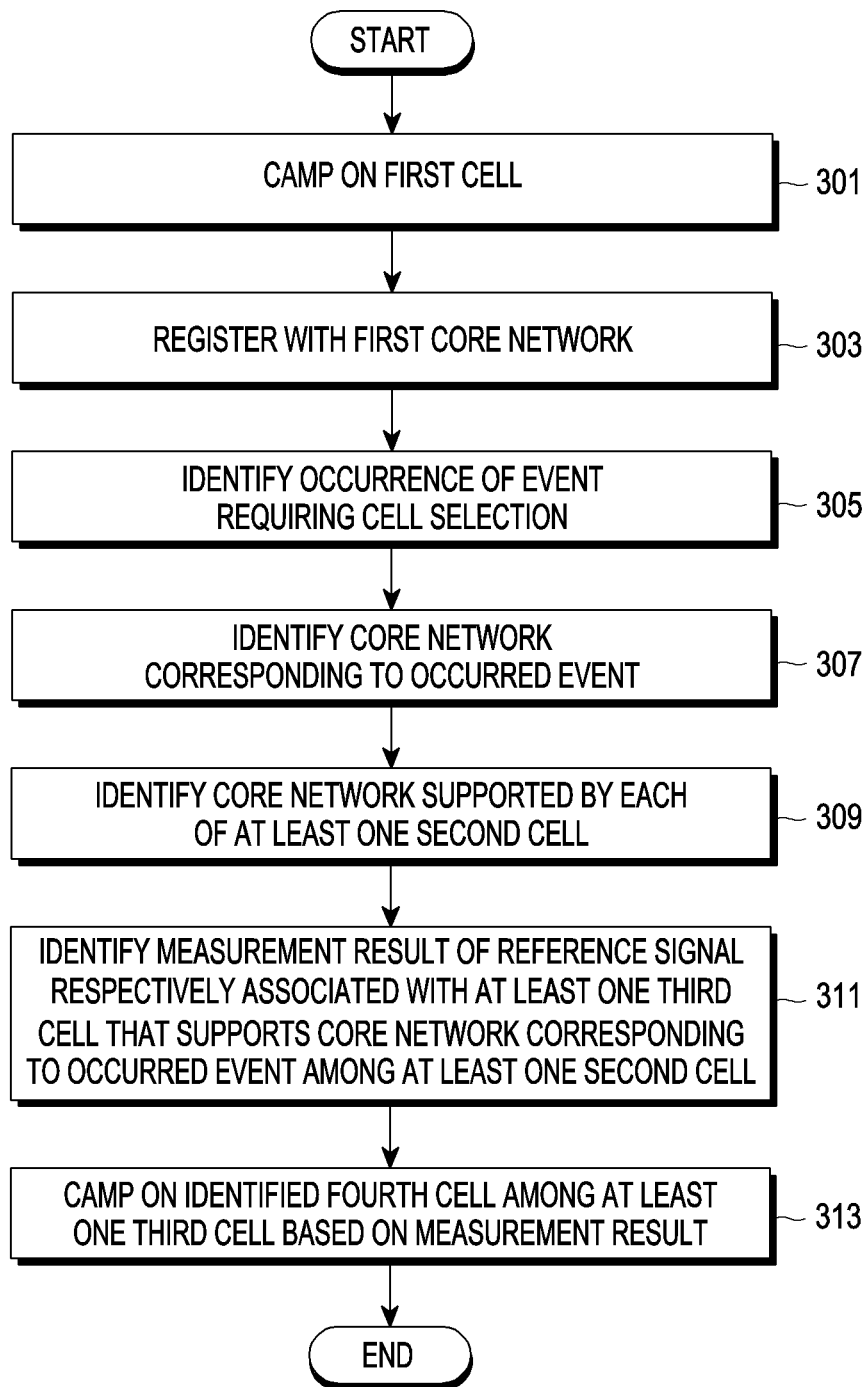 START
CAMP ON FIRST CELL
301
REGISTER WITH FIRST CORE NETWORK
303
IDENTIFY OCCURRENCE OF EVENT
REQUIRING CELL SELECTION
305
IDENTIFY CORE NETWORK
CORRESPONDING TO OCCURRED EVENT
307
IDENTIFY CORE NETWORK SUPPORTED BY EACH
OF AT LEAST ONE SECOND CELL
309
IDENTIFY MEASUREMENT RESULT OF REFERENCE SIGNAL
RESPECTIVELY ASSOCIATED WITH AT LEAST ONE THIRD
CELL THAT SUPPORTS CORE NETWORK CORRESPONDING
TO OCCURRED EVENT AMONG AT LEAST ONE SECOND CELL
311
CAMP ON IDENTIFIED FOURTH CELL AMONG AT LEAST
ONE THIRD CELL BASED ON MEASUREMENT RESULT
313
END